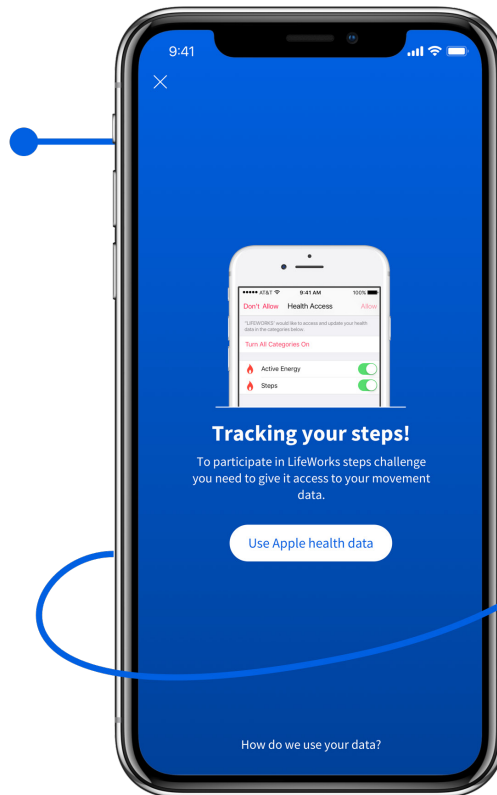 9:41
●●●●● AT&T 9:41 AM 100%
Don't Allow Health Access Allow
"LIFEWORKS" would like to access and update your health
data in the categories below.
Turn All Categories On
Active Energy
Steps
Tracking your steps!
To participate in LifeWorks steps challenge
you need to give it access to your movement
data.
Use Apple health data
How do we use your data?